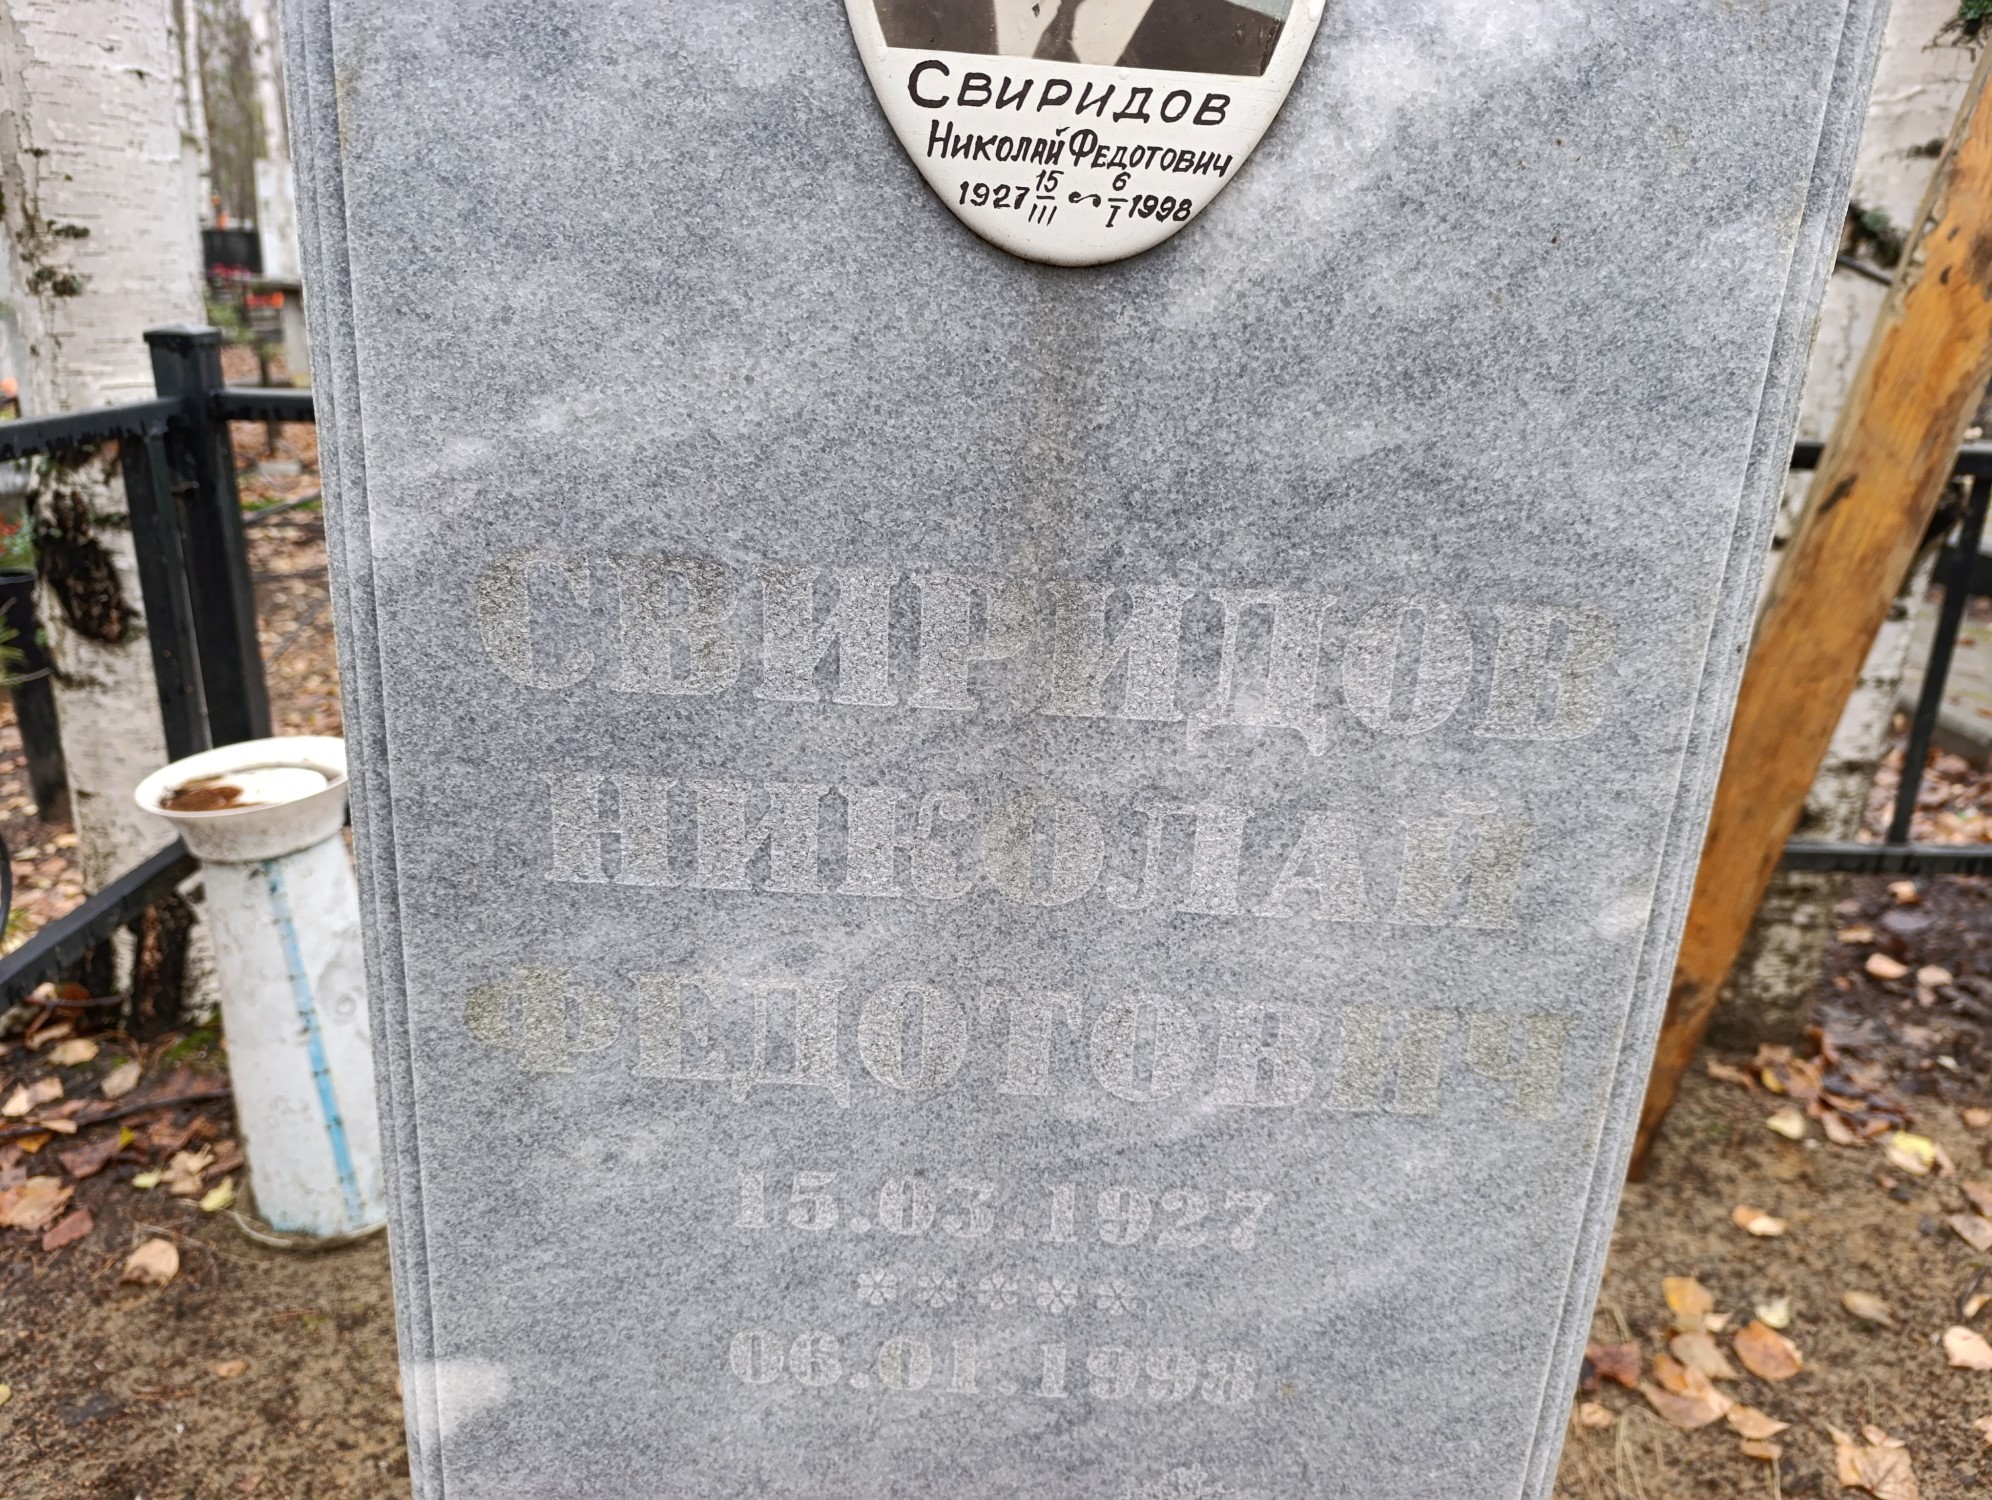 Свиридов
Николай Федотович
1927 15/III ~ 6/I 1998
СВИРИДОВ
НИКОЛАЙ
ФЕДОТОВИЧ
15.03.1927
*****
06.01.1998